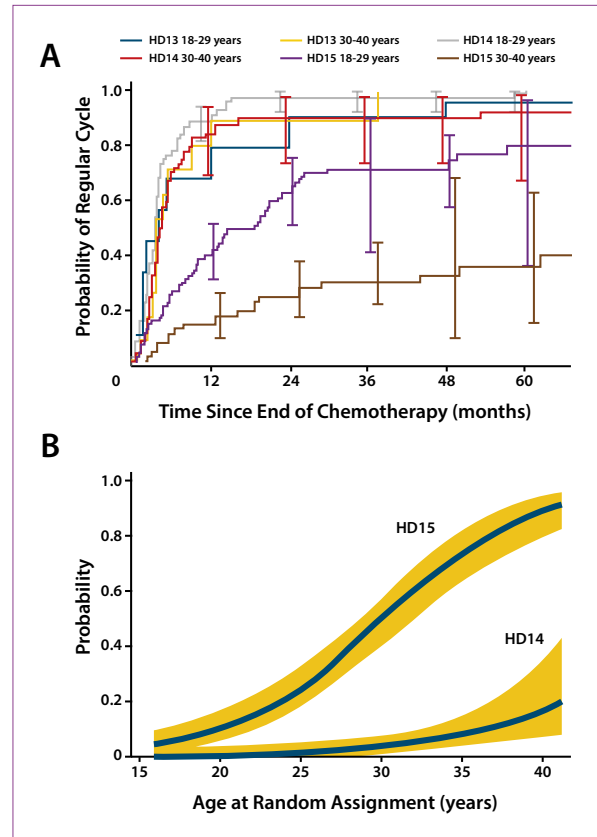 HD13 18-29 years HD13 30-40 years HD14 18-29 years
HD14 30-40 years HD15 18-29 years HD15 30-40 years
A
1.0
0.8
0.6
0.4
0.2
Probability of Regular Cycle
0 12 24 36 48 60
Time Since End of Chemotherapy (months)
B
1.0
0.8
0.6
0.4
0.2
0
Probability
HD15
HD14
15 20 25 30 35 40
Age at Random Assignment (years)